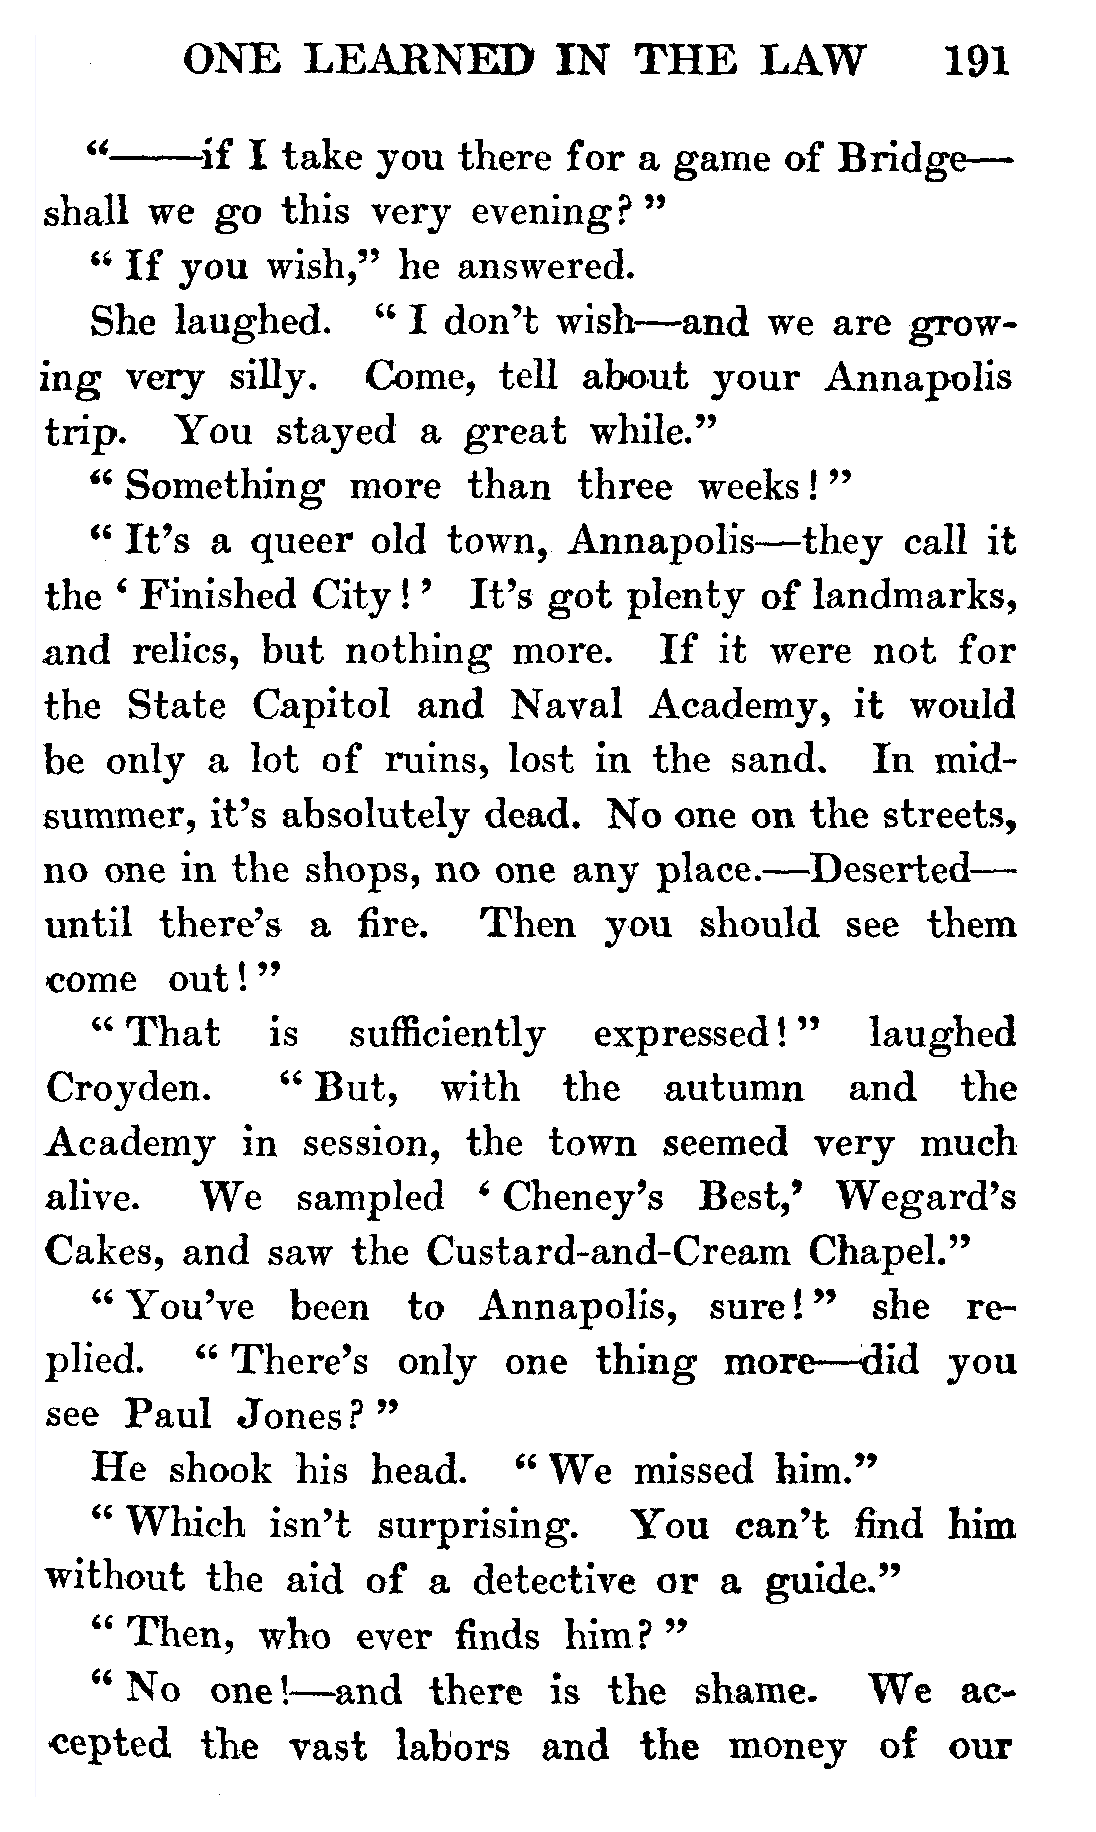 ONE LEARNED IN THE LAW 191
“——if I take you there for a game of Bridge—
shall we go this very evening?”
“If you wish,” he answered.
She laughed. “I don’t wish—and we are grow-
ing very silly. Come, tell about your Annapolis
trip. You stayed a great while.”
“Something more than three weeks!”
“It’s a queer old town, Annapolis—they call it
the ‘Finished City!’ It’s got plenty of landmarks,
and relics, but nothing more. If it were not for
the State Capitol and Naval Academy, it would
be only a lot of ruins, lost in the sand. In mid-
summer, it’s absolutely dead. No one on the streets,
no one in the shops, no one any place.—Deserted—
until there’s a fire. Then you should see them
come out!”
“That is sufficiently expressed!” laughed
Croyden. “But, with the autumn and the
Academy in session, the town seemed very much
alive. We sampled ‘Cheney’s Best,’ Wegard’s
Cakes, and saw the Custard-and-Cream Chapel.”
“You’ve been to Annapolis, sure!” she re-
plied. “There’s only one thing more—did you
see Paul Jones?”
He shook his head. “We missed him.”
“Which isn’t surprising. You can’t find him
without the aid of a detective or a guide.”
“Then, who ever finds him?”
“No one!—and there is the shame. We ac-
cepted the vast labors and the money of our